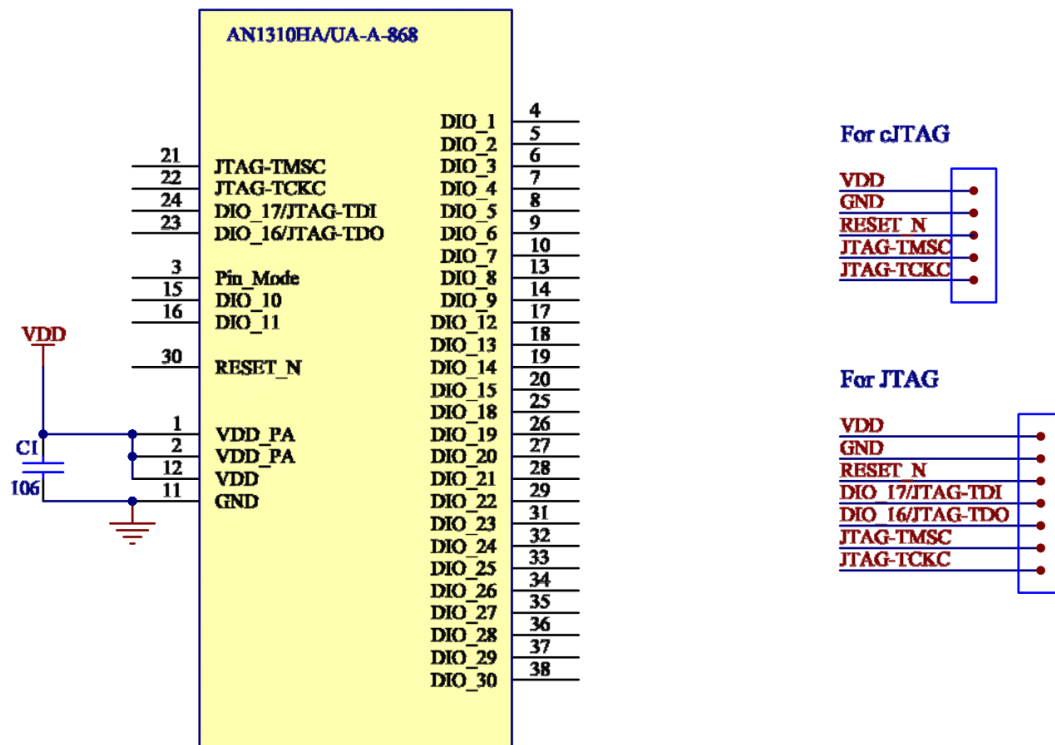 AN1310HA/UA-A-868
21 JTAG-TMSC
22 JTAG-TCKC
24 DIO_17/JTAG-TDI
23 DIO_16/JTAG-TDO
3 Pin_Mode
15 DIO_10
16 DIO_11
30 RESET_N
1 VDD_PA
2 VDD_PA
12 VDD
11 GND
VDD
C1
106
DIO_1 4
DIO_2 5
DIO_3 6
DIO_4 7
DIO_5 8
DIO_6 9
DIO_7 10
DIO_8 13
DIO_9 14
DIO_12 17
DIO_13 18
DIO_14 19
DIO_15 20
DIO_18 25
DIO_19 26
DIO_20 27
DIO_21 28
DIO_22 29
DIO_23 31
DIO_24 32
DIO_25 33
DIO_26 34
DIO_27 35
DIO_28 36
DIO_29 37
DIO_30 38
For cJTAG
VDD
GND
RESET_N
JTAG-TMSC
JTAG-TCKC
For JTAG
VDD
GND
RESET_N
DIO_17/JTAG-TDI
DIO_16/JTAG-TDO
JTAG-TMSC
JTAG-TCKC